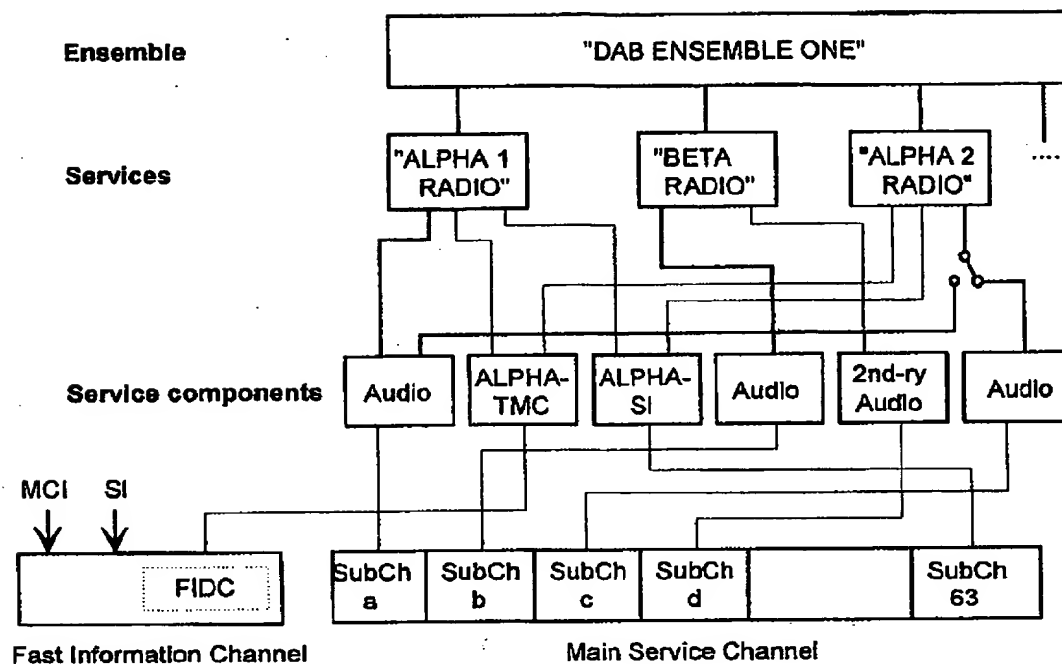 Ensemble
"DAB ENSEMBLE ONE"
Services
"ALPHA 1
RADIO"
"BETA
RADIO"
"ALPHA 2
RADIO"
....
Service components
Audio
ALPHA-
TMC
ALPHA-
SI
Audio
2nd-ry
Audio
Audio
MCI
SI
FIDC
SubCh
a
SubCh
b
SubCh
c
SubCh
d
SubCh
63
Fast Information Channel
Main Service Channel